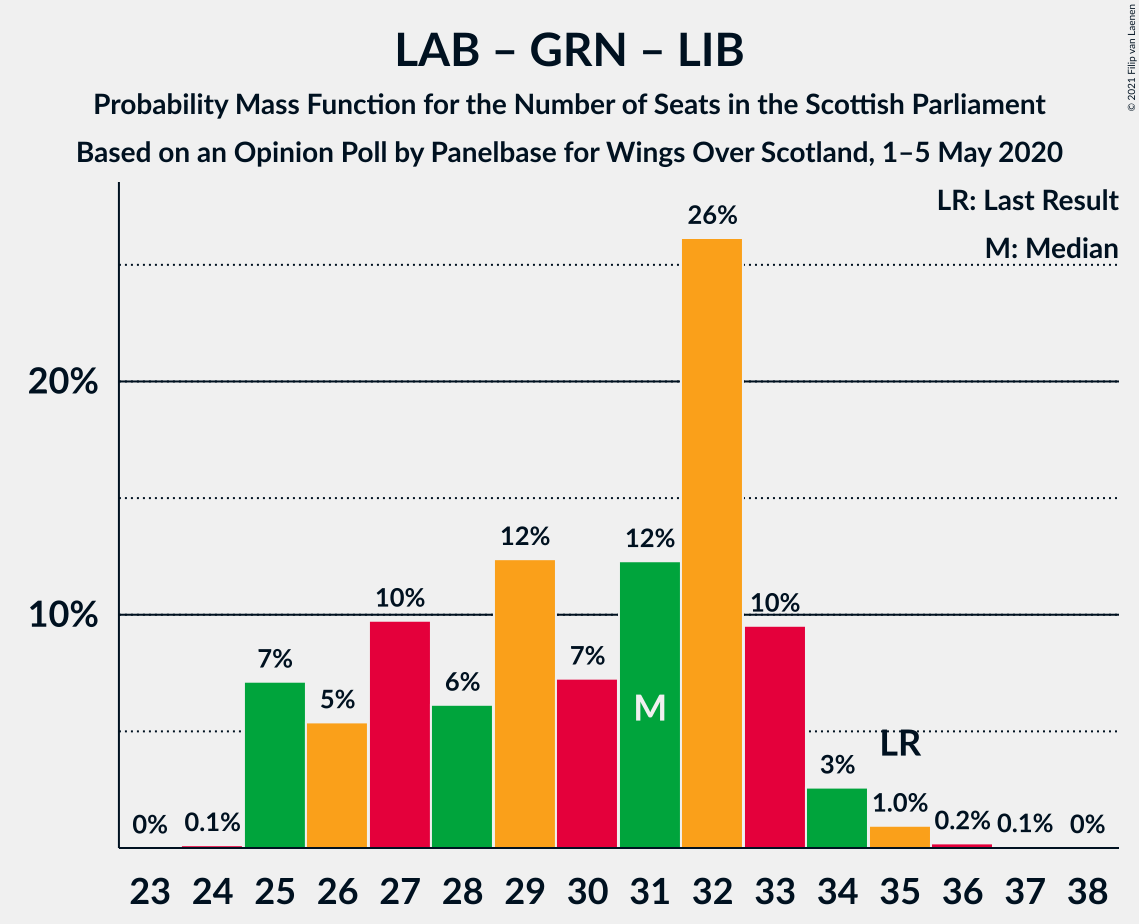 LAB – GRN – LIB
Probability Mass Function for the Number of Seats in the Scottish Parliament
Based on an Opinion Poll by Panelbase for Wings Over Scotland, 1–5 May 2020
© 2021 Filip van Laenen
LR: Last Result
M: Median
26%
20%
12%
12%
10%
10%
10%
7%
7%
6%
5%
M
LR
3%
1.0%
0%
0.1%
0.2%
0.1%
0%
23 24 25 26 27 28 29 30 31 32 33 34 35 36 37 38